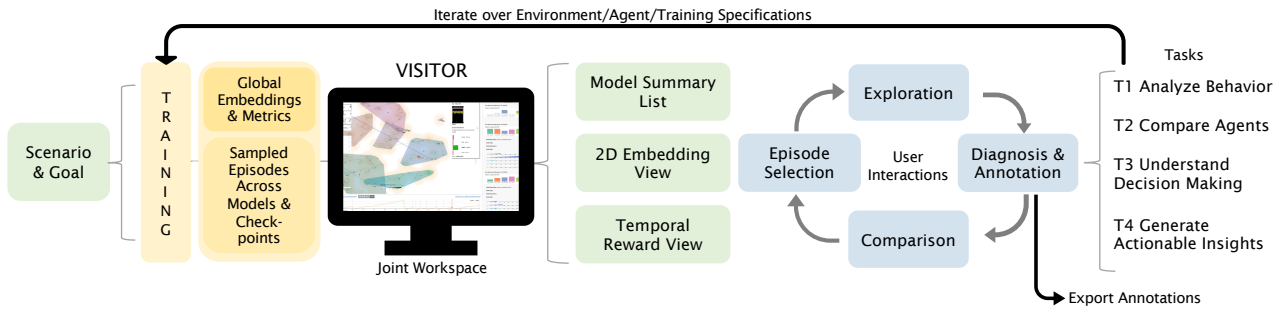 Iterate over Environment/Agent/Training Specifications
Scenario
& Goal
TRAINING
Global
Embeddings
& Metrics
Sampled
Episodes
Across
Models &
Check-
points
VISITOR
Joint Workspace
Model Summary
List
2D Embedding
View
Temporal
Reward View
Exploration
Episode
Selection
User
Interactions
Diagnosis &
Annotation
Comparison
Tasks
T1 Analyze Behavior
T2 Compare Agents
T3 Understand
Decision Making
T4 Generate
Actionable Insights
Export Annotations